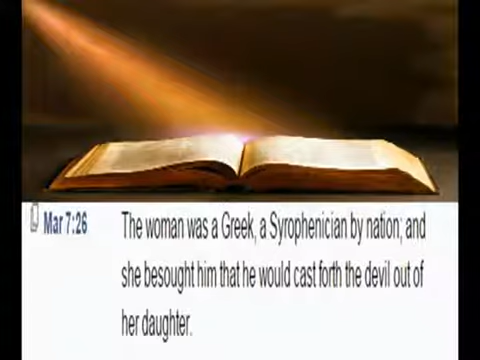 Mar 7:26 The woman was a Greek, a Syrophenician by nation; and
she besought him that he would cast forth the devil out of
her daughter.